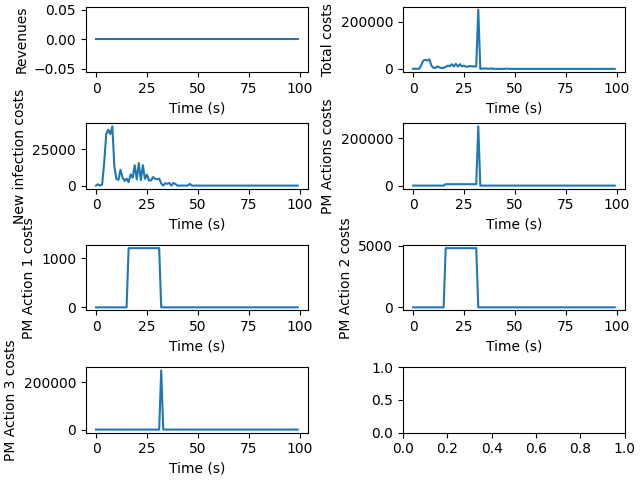 Revenues
0.05
0.00
−0.05
0 25 50 75 100
Time (s)
Total costs
200000
0
0 25 50 75 100
Time (s)
New infection costs
25000
0
0 25 50 75 100
Time (s)
PM Actions costs
200000
0
0 25 50 75 100
Time (s)
PM Action 1 costs
1000
0
0 25 50 75 100
Time (s)
PM Action 2 costs
5000
0
0 25 50 75 100
Time (s)
PM Action 3 costs
200000
0
0 25 50 75 100
Time (s)
1.0
0.5
0.0
0.0 0.2 0.4 0.6 0.8 1.0